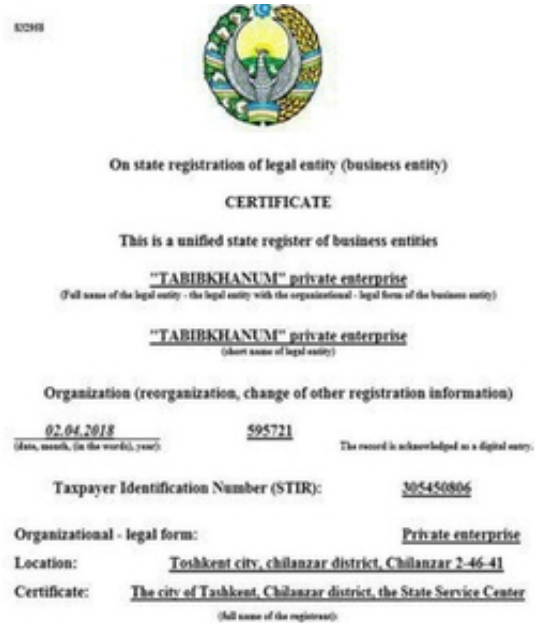 On state registration of legal entity (business entity)
CERTIFICATE
This is a unified state register of business entities
"TABIBKHANUM" private enterprise
(Full name of the legal entity - the legal entity with the organizational - legal form of the business entity)
"TABIBKHANUM" private enterprise
(short name of legal entity)
Organization (reorganization, change of other registration information)
02.04.2018 595721
(date, month, (in the words), year): The record is acknowledged as a digital entry.
Taxpayer Identification Number (STIR): 305450806
Organizational - legal form: Private enterprise
Location: Toshkent city, chilanzar district, Chilanzar 2-46-41
Certificate: The city of Tashkent, Chilanzar district, the State Service Center
(full name of the registrant):